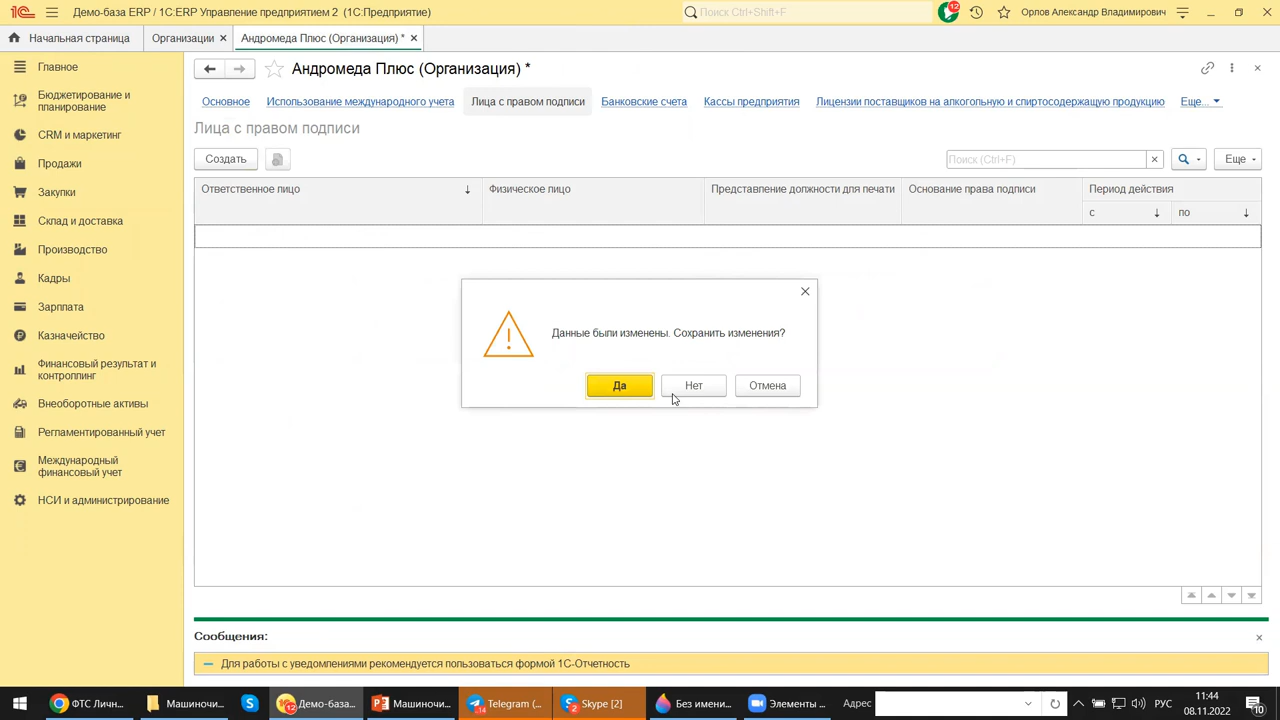 Демо-база ERP / 1С:ERP Управление предприятием 2 (1С:Предприятие)
Поиск Ctrl+Shift+F
12
Орлов Александр Владимирович
Начальная страница
Организации ×
Андромеда Плюс (Организация) * ×
Главное
Бюджетирование и
планирование
CRM и маркетинг
Продажи
Закупки
Склад и доставка
Производство
Кадры
Зарплата
Казначейство
Финансовый результат и
контроллинг
Внеоборотные активы
Регламентированный учет
Международный
финансовый учет
НСИ и администрирование
Андромеда Плюс (Организация) *
Основное Использование международного учета Лица с правом подписи Банковские счета Кассы предприятия Лицензии поставщиков на алкогольную и спиртосодержащую продукцию Еще...
Лица с правом подписи
Создать
Поиск (Ctrl+F) ×
Еще
Ответственное лицо Физическое лицо Представление должности для печати Основание права подписи Период действия
с по
Данные были изменены. Сохранить изменения?
Да Нет Отмена
Сообщения:
Для работы с уведомлениями рекомендуется пользоваться формой 1С-Отчетность
ФТС Личн... Машиночи... Демо-база... Машиночи... Telegram (... Skype [2] Без имени... Элементы ... Адрес РУС
14
12
11:44
08.11.2022
10